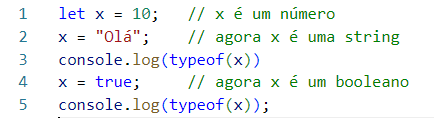 1 let x = 10;   // x é um número
2 x = "Olá";    // agora x é uma string
3 console.log(typeof(x))
4 x = true;     // agora x é um booleano
5 console.log(typeof(x));